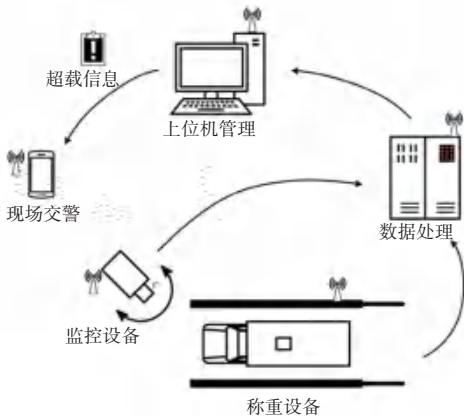 超载信息
上位机管理
现场交警
数据处理
监控设备
称重设备